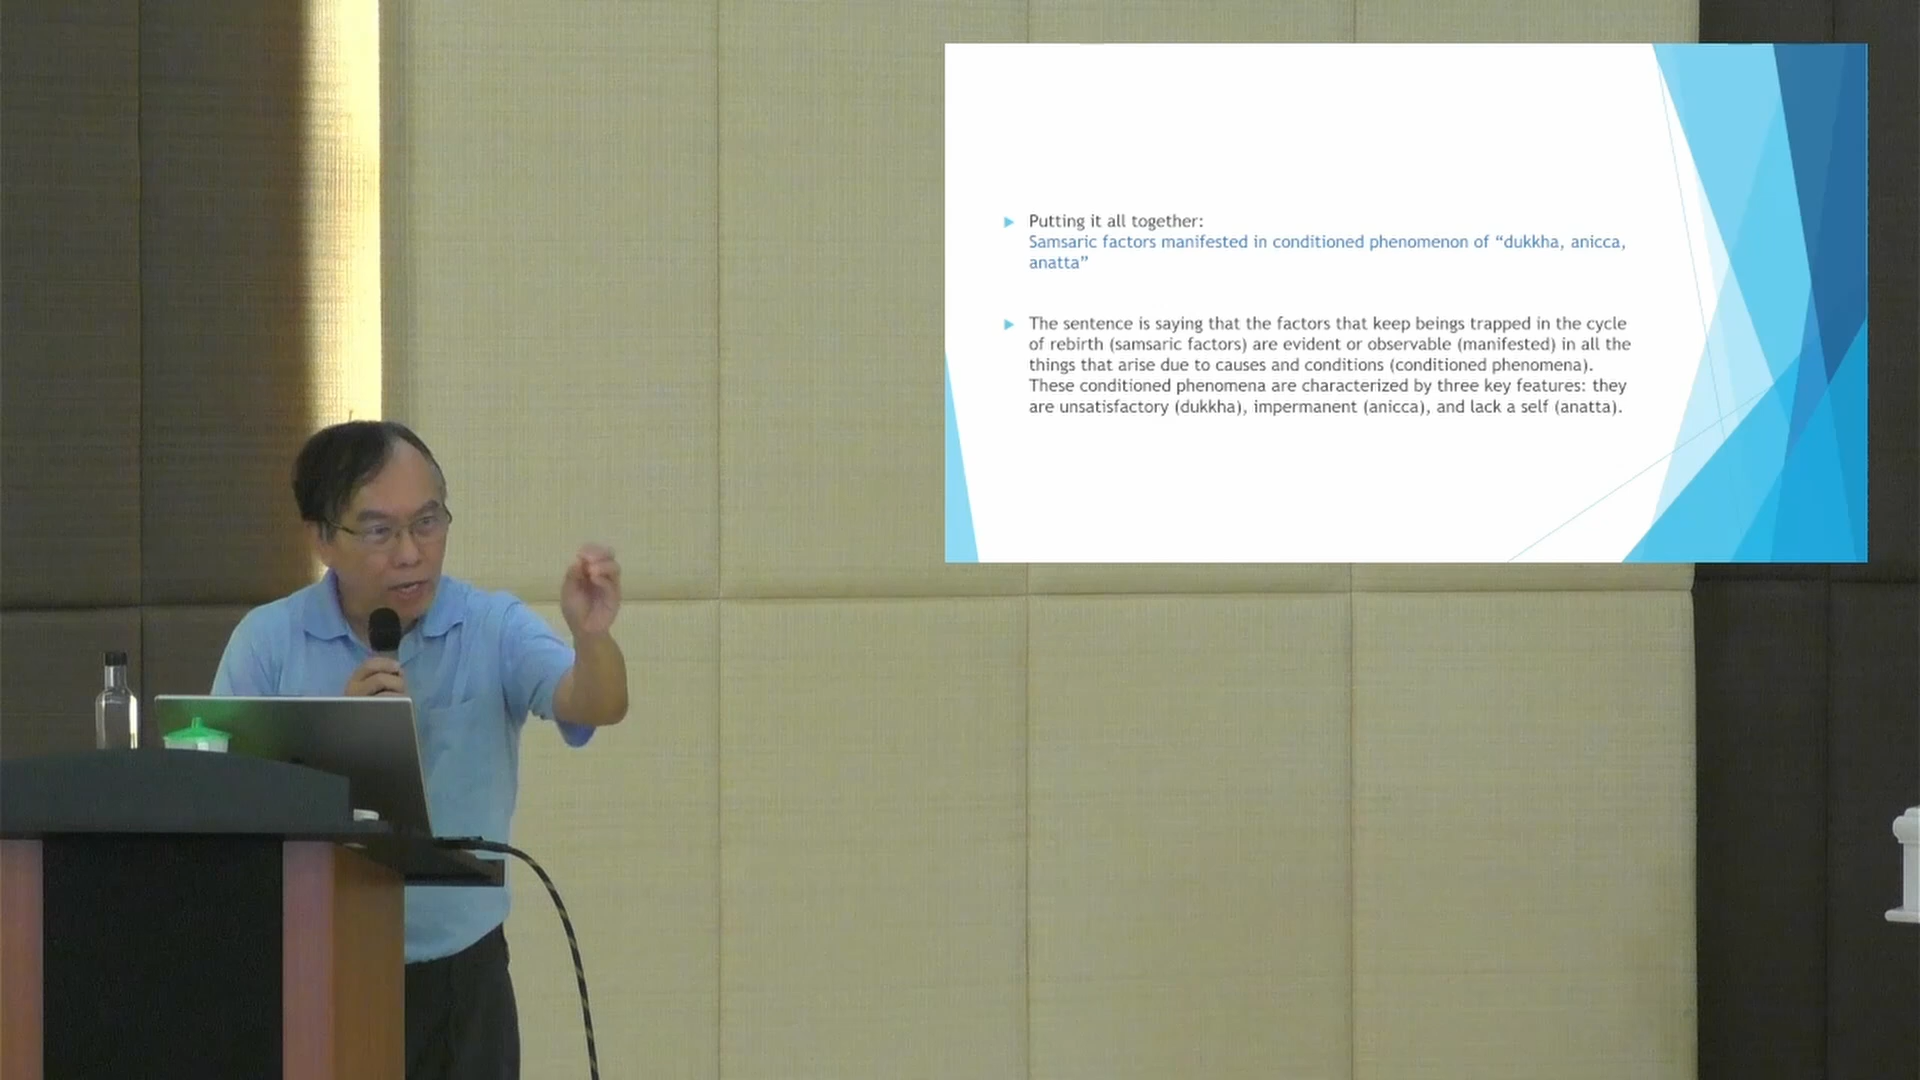 Putting it all together:
Samsaric factors manifested in conditioned phenomenon of “dukkha, anicca,
anatta”
The sentence is saying that the factors that keep beings trapped in the cycle
of rebirth (samsaric factors) are evident or observable (manifested) in all the
things that arise due to causes and conditions (conditioned phenomena).
These conditioned phenomena are characterized by three key features: they
are unsatisfactory (dukkha), impermanent (anicca), and lack a self (anatta).